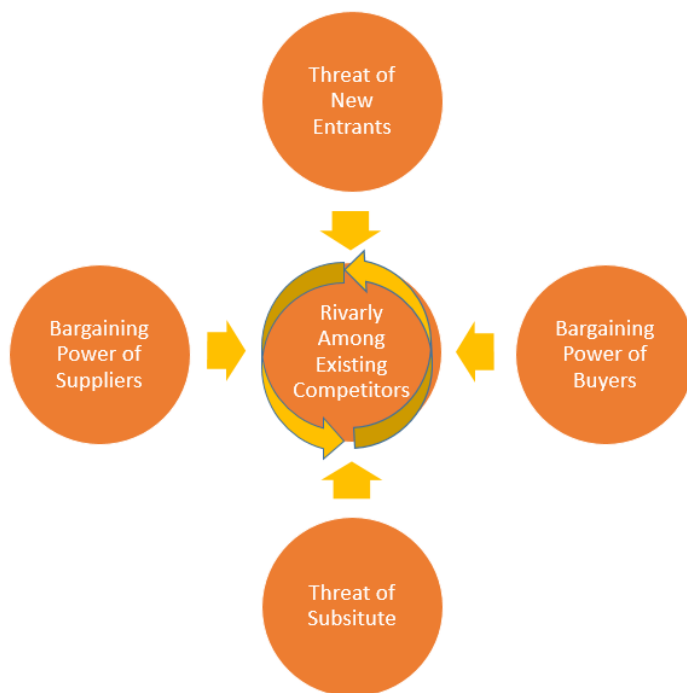 Threat of
New
Entrants
Bargaining
Power of
Suppliers
Rivarly
Among
Existing
Competitors
Bargaining
Power of
Buyers
Threat of
Subsitute